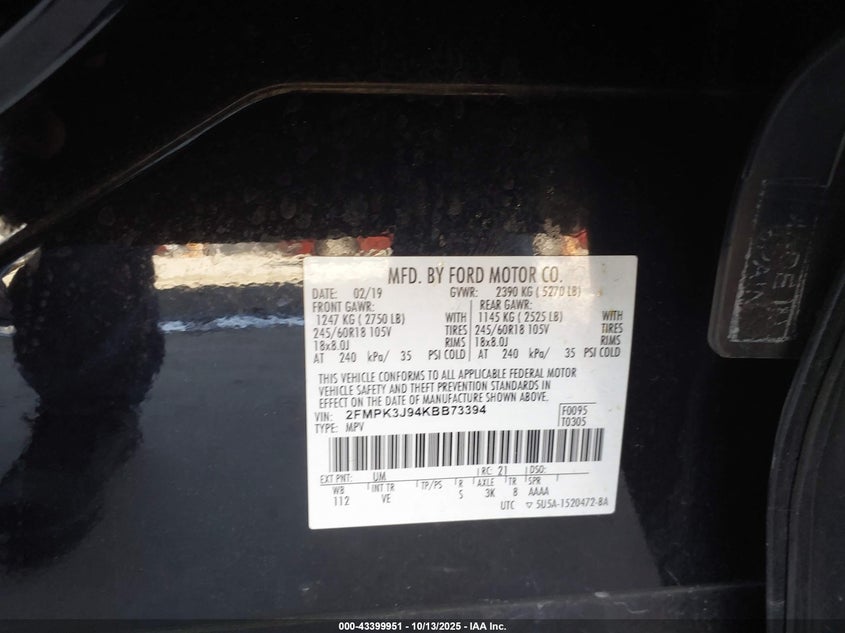 MFD. BY FORD MOTOR CO.
DATE: 02/19 GVWR: 2390 KG ( 5270 LB)
FRONT GAWR: REAR GAWR:
1247 KG ( 2750 LB) WITH 1145 KG ( 2525 LB) WITH
245/60R18 105V TIRES 245/60R18 105V TIRES
18x8.0J RIMS 18x8.0J RIMS
AT 240 kPa/ 35 PSI COLD AT 240 kPa/ 35 PSI COLD
THIS VEHICLE CONFORMS TO ALL APPLICABLE FEDERAL MOTOR
VEHICLE SAFETY AND THEFT PREVENTION STANDARDS IN
EFFECT ON THE DATE OF MANUFACTURE SHOWN ABOVE.
VIN: 2FMPK3J94KBB73394 F0095
TYPE: MPV T0305
EXT PNT: UM RC: 21 DSO:
WB INT TR TP/PS R AXLE TR SPR
112 VE 5 3K 8 AAAA
UTC ▽ 5U5A-1520472-BA
000-43399951 - 10/13/2025 - IAA Inc.